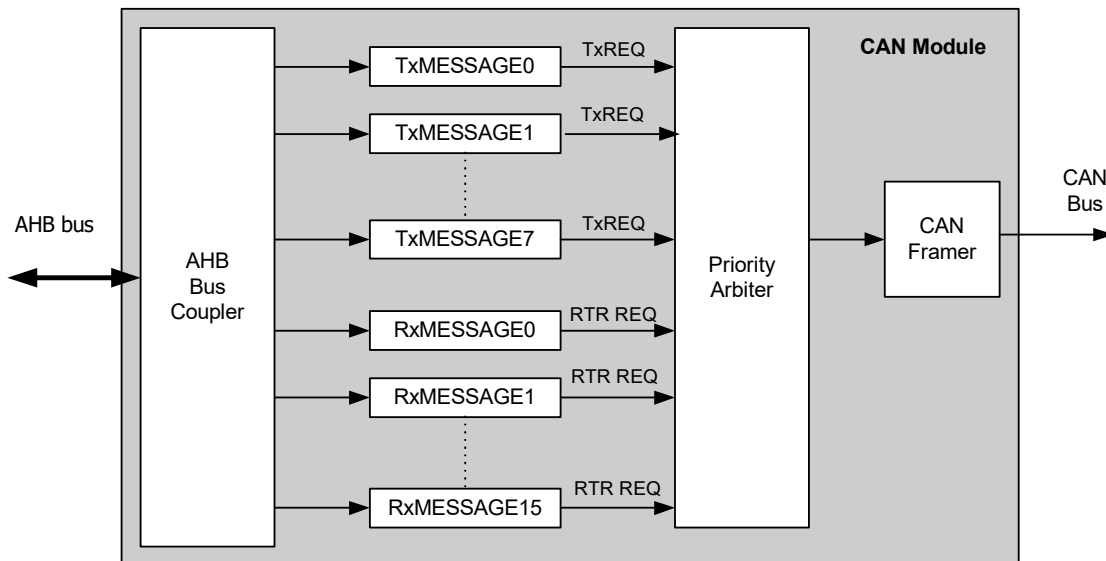 CAN Module
AHB bus
AHB
Bus
Coupler
TxMESSAGE0
TxREQ
TxMESSAGE1
TxREQ
TxMESSAGE7
TxREQ
RxMESSAGE0
RTR REQ
RxMESSAGE1
RTR REQ
RxMESSAGE15
RTR REQ
Priority
Arbiter
CAN
Framer
CAN
Bus